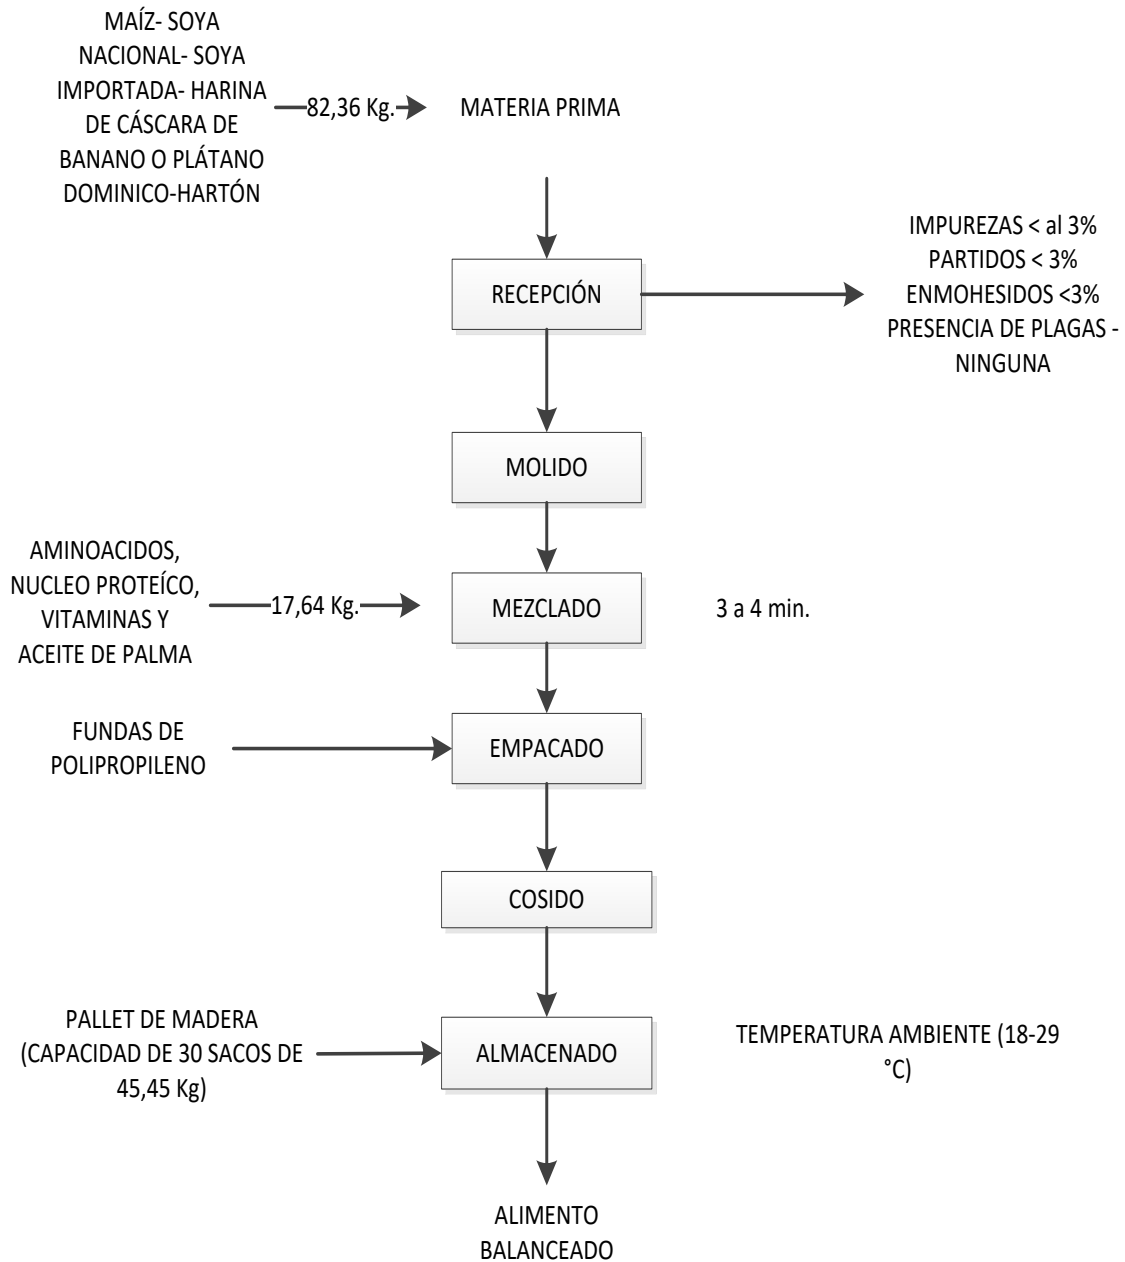 MAÍZ- SOYA
NACIONAL- SOYA
IMPORTADA- HARINA
DE CÁSCARA DE
BANANO O PLÁTANO
DOMINICO-HARTÓN
82,36 Kg.
MATERIA PRIMA
RECEPCIÓN
IMPUREZAS < al 3%
PARTIDOS < 3%
ENMOHESIDOS <3%
PRESENCIA DE PLAGAS -
NINGUNA
MOLIDO
AMINOACIDOS,
NUCLEO PROTEÍCO,
VITAMINAS Y
ACEITE DE PALMA
17,64 Kg.
MEZCLADO
3 a 4 min.
FUNDAS DE
POLIPROPILENO
EMPACADO
COSIDO
PALLET DE MADERA
(CAPACIDAD DE 30 SACOS DE
45,45 Kg)
ALMACENADO
TEMPERATURA AMBIENTE (18-29
°C)
ALIMENTO
BALANCEADO